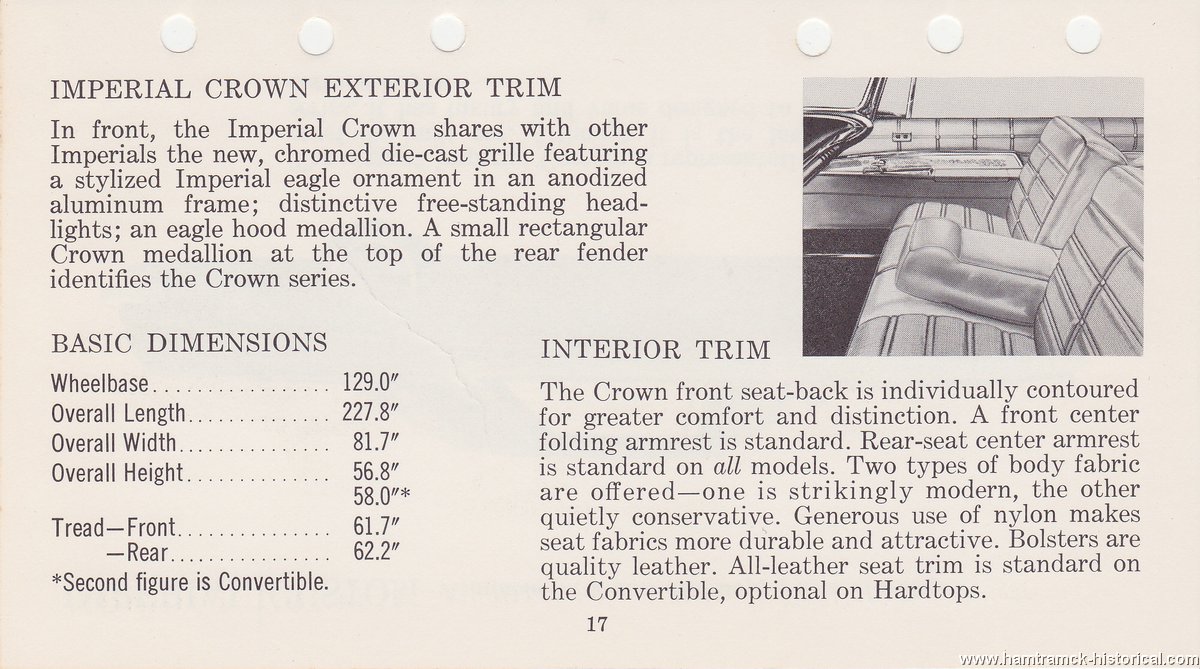 IMPERIAL CROWN EXTERIOR TRIM
In front, the Imperial Crown shares with other
Imperials the new, chromed die-cast grille featuring
a stylized Imperial eagle ornament in an anodized
aluminum frame; distinctive free-standing head-
lights; an eagle hood medallion. A small rectangular
Crown medallion at the top of the rear fender
identifies the Crown series.
BASIC DIMENSIONS
Wheelbase................ 129.0″
Overall Length.............. 227.8″
Overall Width............... 81.7″
Overall Height.............. 56.8″
58.0″*
Tread—Front............... 61.7″
—Rear................ 62.2″
*Second figure is Convertible.
INTERIOR TRIM
The Crown front seat-back is individually contoured
for greater comfort and distinction. A front center
folding armrest is standard. Rear-seat center armrest
is standard on all models. Two types of body fabric
are offered—one is strikingly modern, the other
quietly conservative. Generous use of nylon makes
seat fabrics more durable and attractive. Bolsters are
quality leather. All-leather seat trim is standard on
the Convertible, optional on Hardtops.
17
www.hamtramck-historical.com